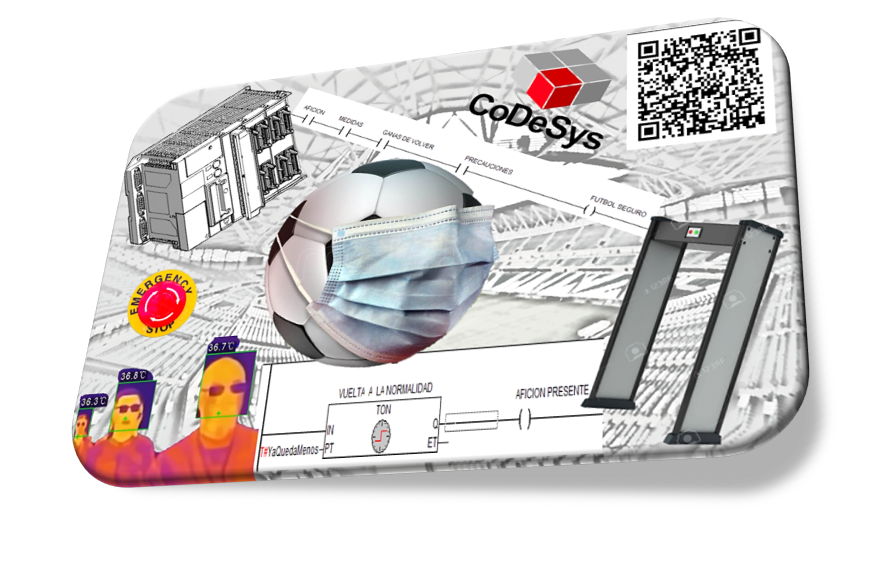 CoDeSys
AFICION
MEDIDAS
GANAS DE VOLVER
PRECAUCIONES
FUTBOL SEGURO
EMERGENCY
STOP
36.7℃
36.8℃
36.3℃
VUELTA A LA NORMALIDAD
AFICION PRESENTE
TON
IN
Q
T#YaQuedaMenos
PT
ET